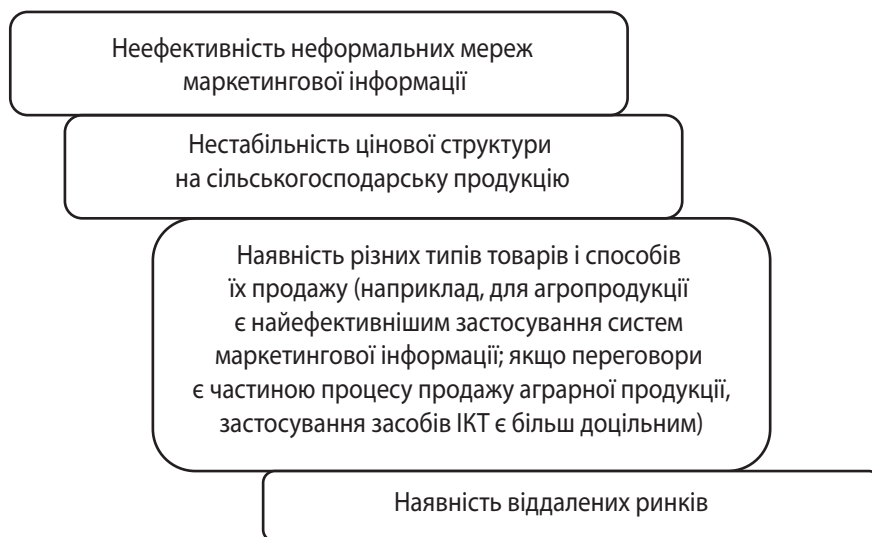 Неефективність неформальних мереж
маркетингової інформації
Нестабільність цінової структури
на сільськогосподарську продукцію
Наявність різних типів товарів і способів
їх продажу (наприклад, для агропродукції
є найефективнішим застосування систем
маркетингової інформації; якщо переговори
є частиною процесу продажу аграрної продукції,
застосування засобів ІКТ є більш доцільним)
Наявність віддалених ринків